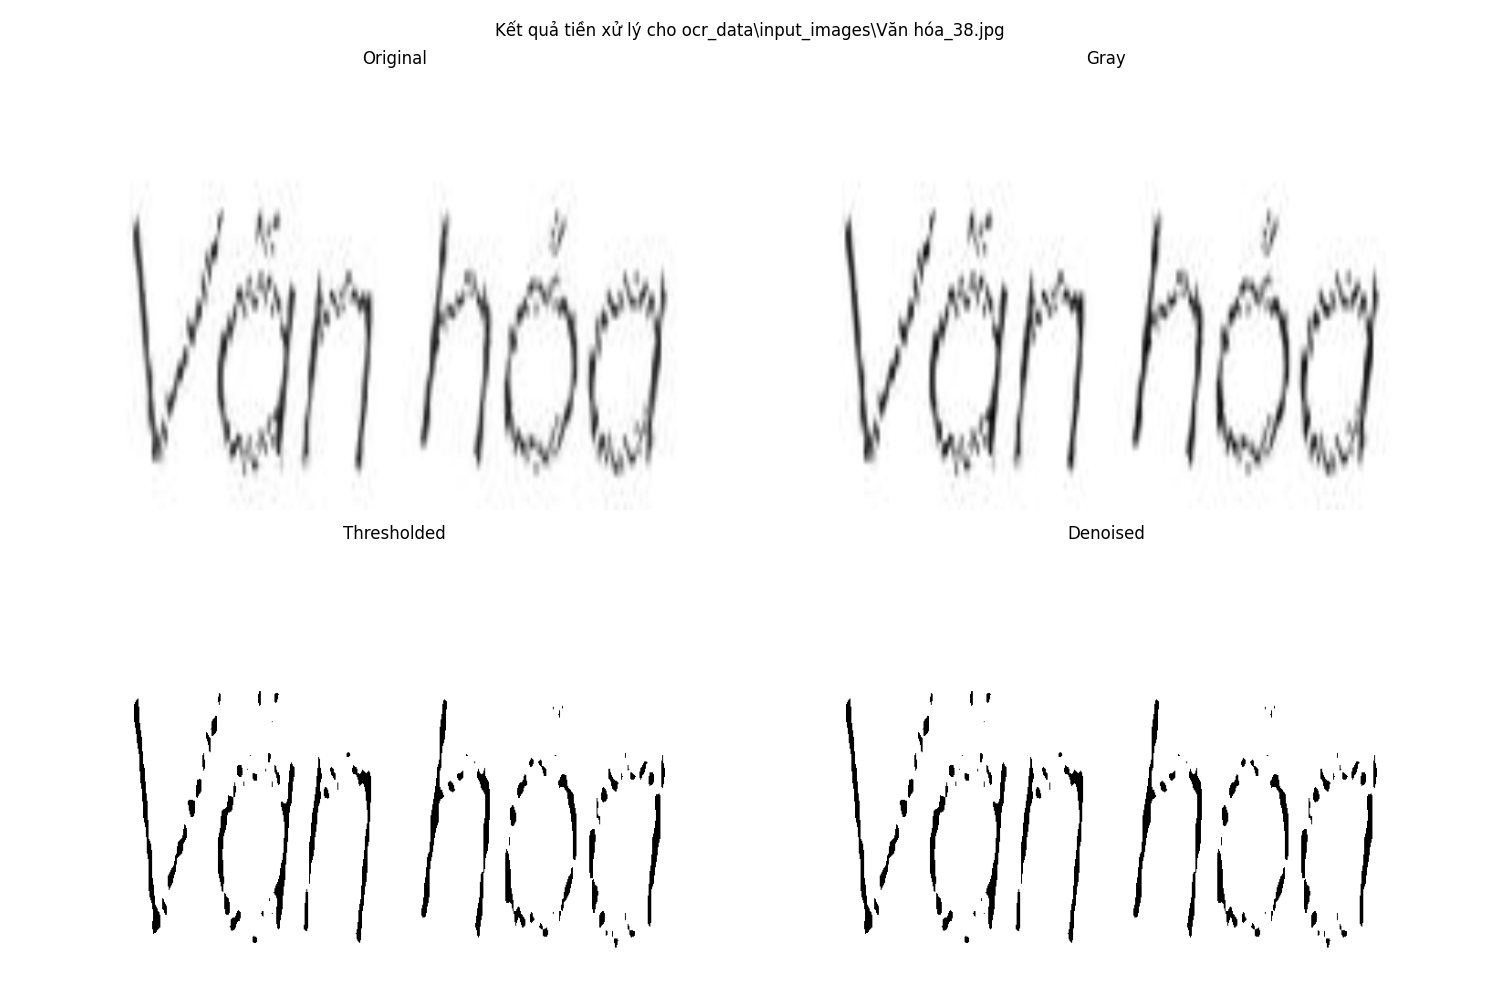 Kết quả tiền xử lý cho ocr_data\input_images\Văn hóa_38.jpg
Original
Gray
Văn hóa
Văn hóa
Thresholded
Denoised
Văn hóa
Văn hóa